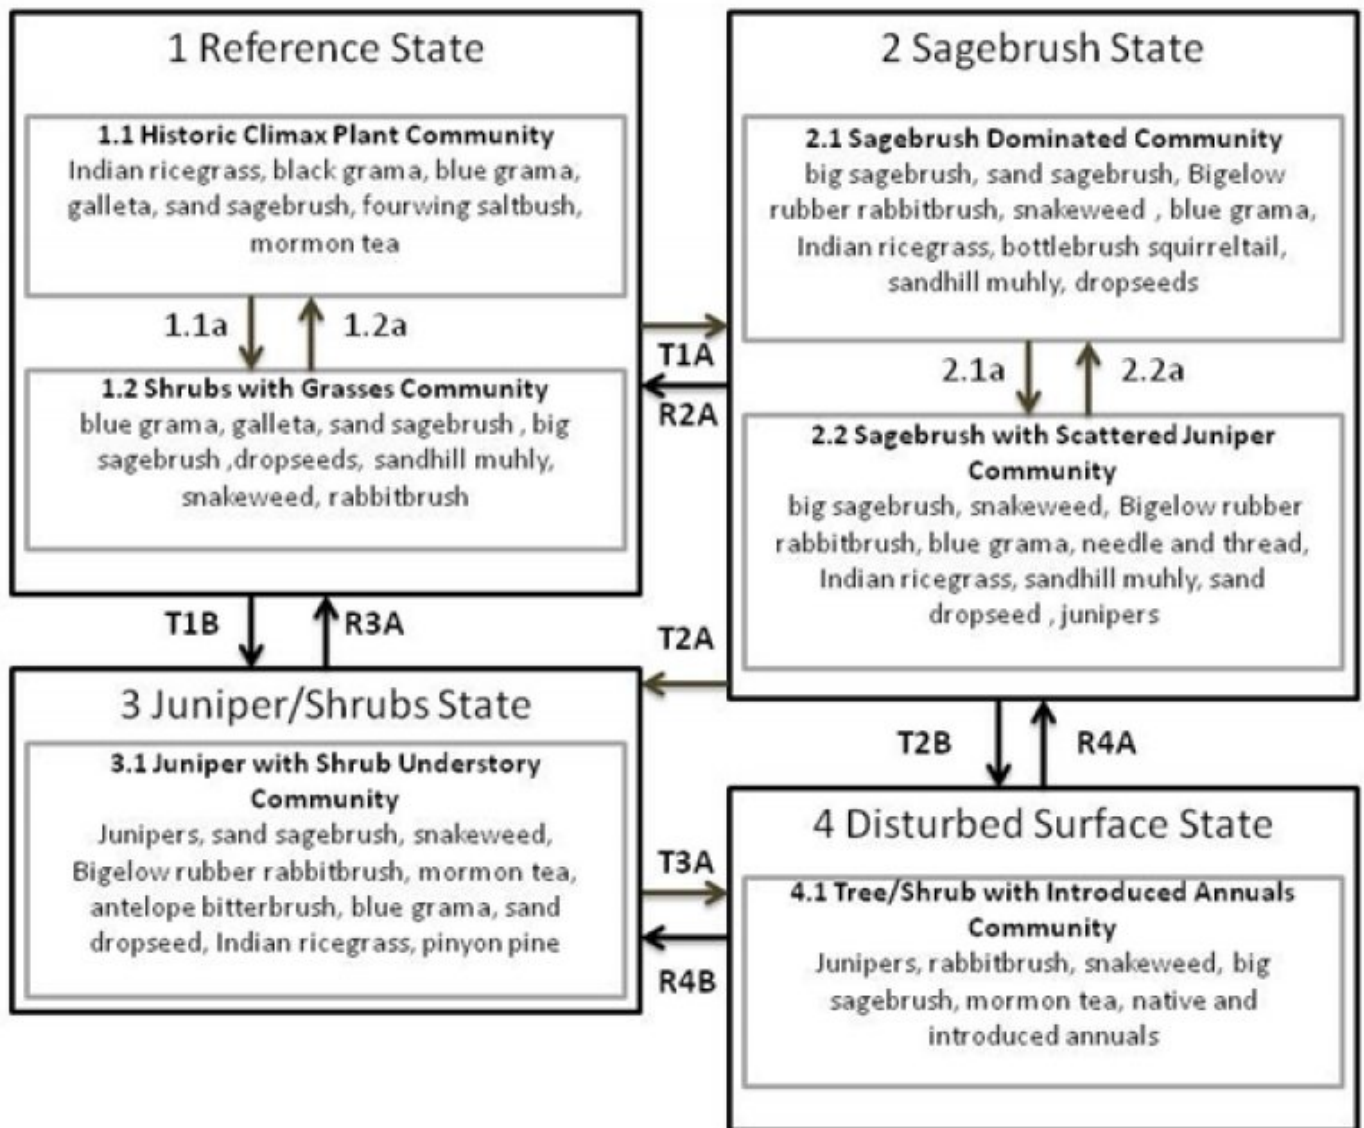 1 Reference State
1.1 Historic Climax Plant Community
Indian ricegrass, black grama, blue grama,
galleta, sand sagebrush, fourwing saltbush,
mormon tea
1.1a
1.2a
1.2 Shrubs with Grasses Community
blue grama, galleta, sand sagebrush , big
sagebrush ,dropseeds, sandhill muhly,
snakeweed, rabbitbrush
T1A
R2A
2 Sagebrush State
2.1 Sagebrush Dominated Community
big sagebrush, sand sagebrush, Bigelow
rubber rabbitbrush, snakeweed , blue grama,
Indian ricegrass, bottlebrush squirreltail,
sandhill muhly, dropseeds
2.1a
2.2a
2.2 Sagebrush with Scattered Juniper
Community
big sagebrush, snakeweed, Bigelow rubber
rabbitbrush, blue grama, needle and thread,
Indian ricegrass, sandhill muhly, sand
dropseed , junipers
T1B
R3A
T2A
T2B
R4A
3 Juniper/Shrubs State
3.1 Juniper with Shrub Understory
Community
Junipers, sand sagebrush, snakeweed,
Bigelow rubber rabbitbrush, mormon tea,
antelope bitterbrush, blue grama, sand
dropseed, Indian ricegrass, pinyon pine
T3A
R4B
4 Disturbed Surface State
4.1 Tree/Shrub with Introduced Annuals
Community
Junipers, rabbitbrush, snakeweed, big
sagebrush, mormon tea, native and
introduced annuals